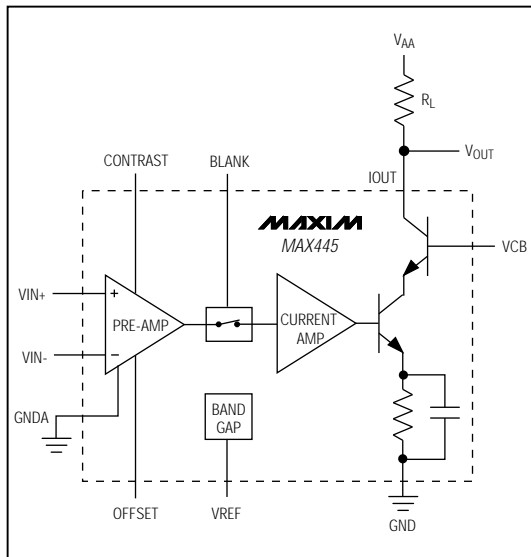 VAA
RL
VOUT
IOUT
CONTRAST
BLANK
MAXIM
MAX445
VCB
VIN+
+
PRE-AMP
CURRENT
AMP
VIN-
−
GNDA
BAND
GAP
OFFSET
VREF
GND